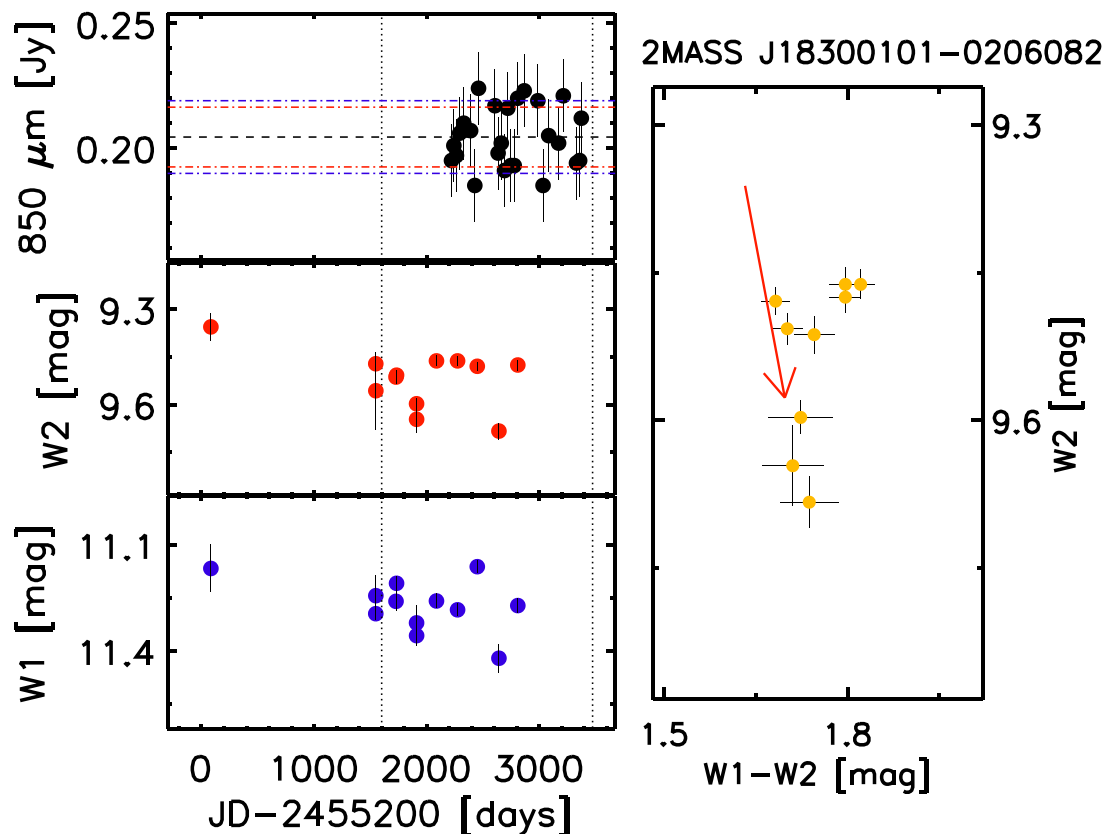 0.25
0.20
850 μm [Jy]
9.3
9.6
W2 [mag]
11.1
11.4
W1 [mag]
0 1000 2000 3000
JD-2455200 [days]
2MASS J18300101-0206082
9.3
9.6
W2 [mag]
1.5 1.8
W1-W2 [mag]